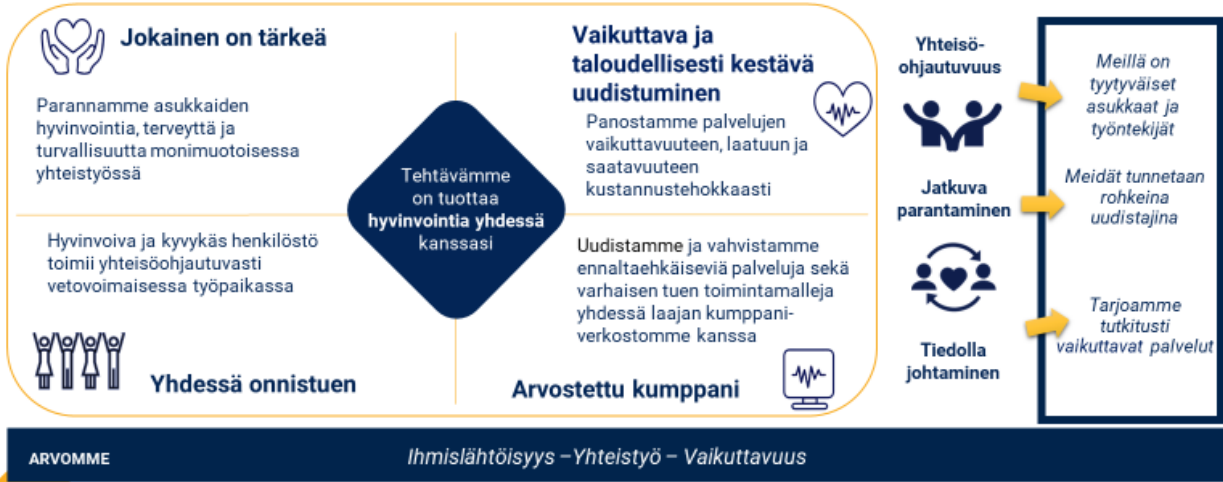 Jokainen on tärkeä
Parannamme asukkaiden
hyvinvointia, terveyttä ja
turvallisuutta monimuotoisessa
yhteistyössä
Vaikuttava ja
taloudellisesti kestävä
uudistuminen
Panostamme palvelujen
vaikuttavuuteen, laatuun ja
saatavuuteen
kustannustehokkaasti
Tehtävämme
on tuottaa
hyvinvointia yhdessä
kanssasi
Hyvinvoiva ja kyvykäs henkilöstö
toimii yhteisöohjautuvasti
vetovoimaisessa työpaikassa
Yhdessä onnistuen
Uudistamme ja vahvistamme
ennaltaehkäiseviä palveluja sekä
varhaisen tuen toimintamalleja
yhdessä laajan kumppani-
verkostomme kanssa
Arvostettu kumppani
Yhteisö-
ohjautuvuus
Jatkuva
parantaminen
Tiedolla
johtaminen
Meillä on
tyytyväiset
asukkaat ja
työntekijät
Meidät tunnetaan
rohkeina
uudistajina
Tarjoamme
tutkitusti
vaikuttavat palvelut
ARVOMME
Ihmislähtöisyys –Yhteistyö – Vaikuttavuus